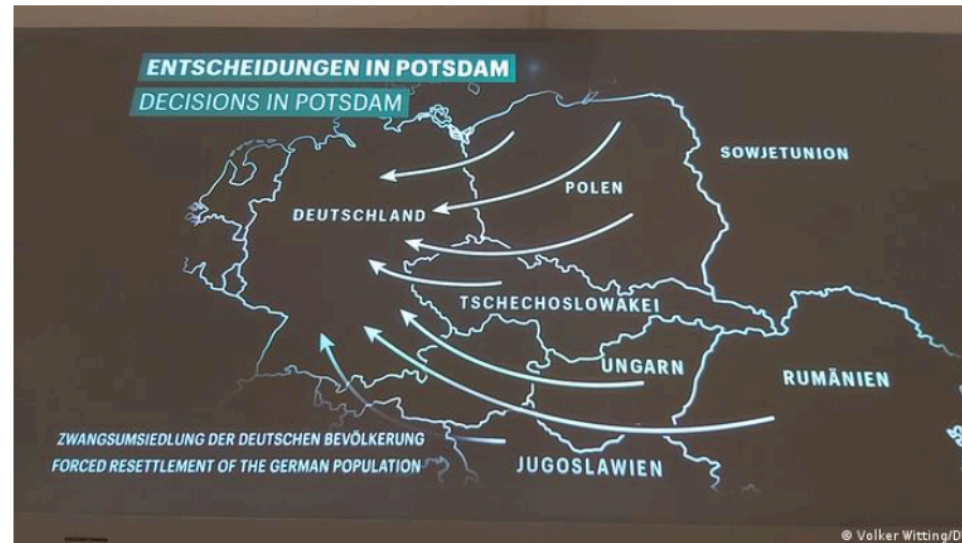 ENTSCHEIDUNGEN IN POTSDAM
DECISIONS IN POTSDAM
SOWJETUNION
POLEN
DEUTSCHLAND
TSCHECHOSLOWAKEI
UNGARN
RUMÄNIEN
ZWANGSUMSIEDLUNG DER DEUTSCHEN BEVÖLKERUNG
FORCED RESETTLEMENT OF THE GERMAN POPULATION
JUGOSLAWIEN
© Volker Witting/D